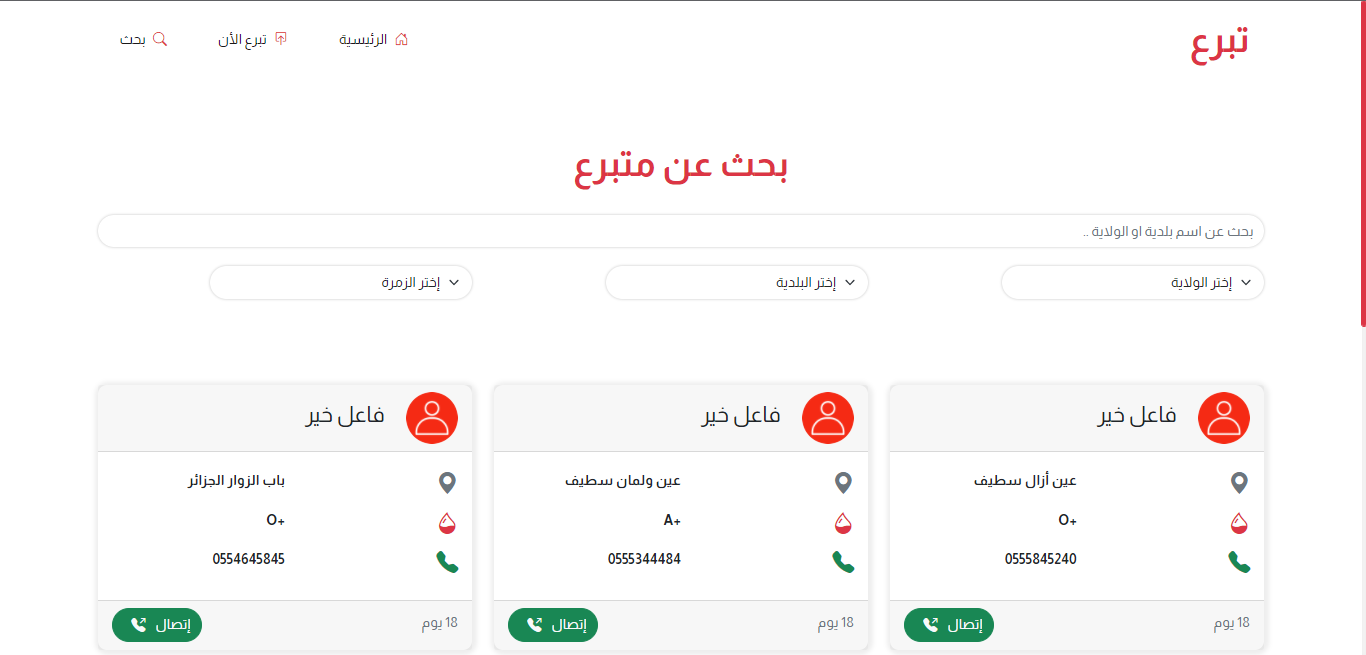 تبرع
الرئيسية
تبرع الأن
بحث
بحث عن متبرع
بحث عن اسم بلدية او الولاية ..
إختر الولاية
إختر البلدية
إختر الزمرة
فاعل خير
عين أزال سطيف
O+
0555845240
18 يوم
إتصال
فاعل خير
عين ولمان سطيف
A+
0555344484
18 يوم
إتصال
فاعل خير
باب الزوار الجزائر
O+
0554645845
18 يوم
إتصال